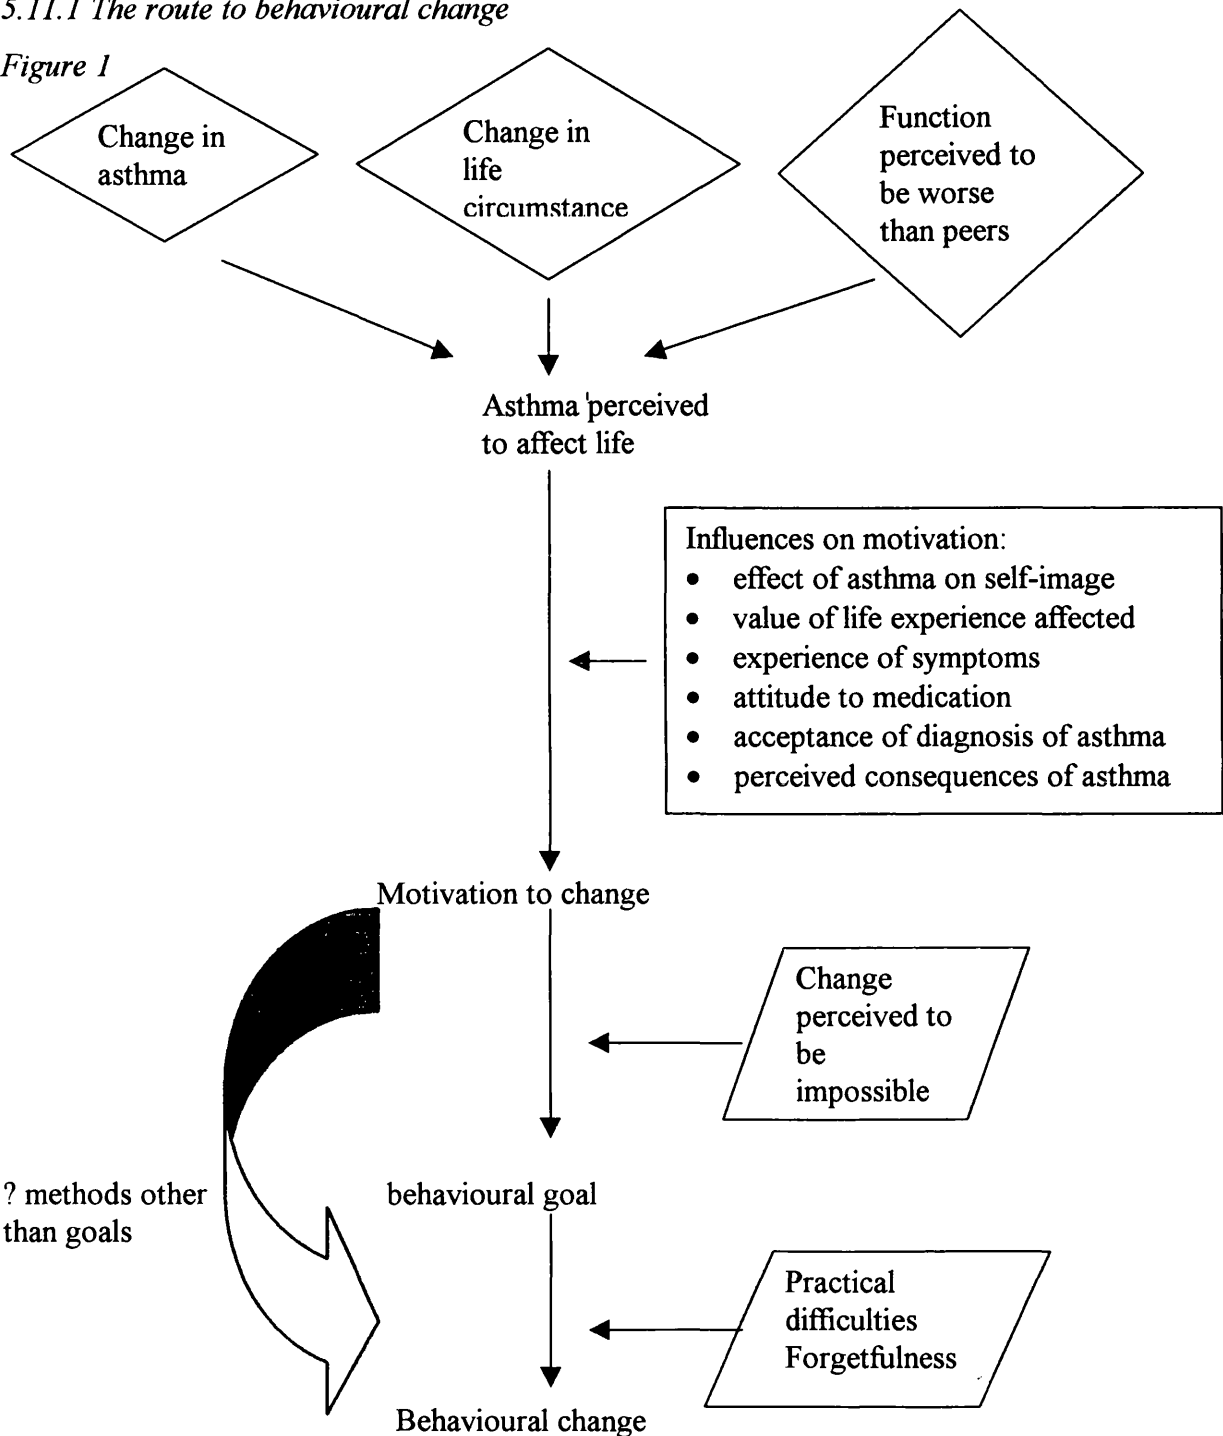 5.11.1 The route to behavioural change
Figure 1
Change in
asthma
Change in
life
circumstance
Function
perceived to
be worse
than peers
Asthma perceived
to affect life
Influences on motivation:
• effect of asthma on self-image
• value of life experience affected
• experience of symptoms
• attitude to medication
• acceptance of diagnosis of asthma
• perceived consequences of asthma
Motivation to change
Change
perceived to
be
impossible
? methods other
than goals
behavioural goal
Practical
difficulties
Forgetfulness
Behavioural change